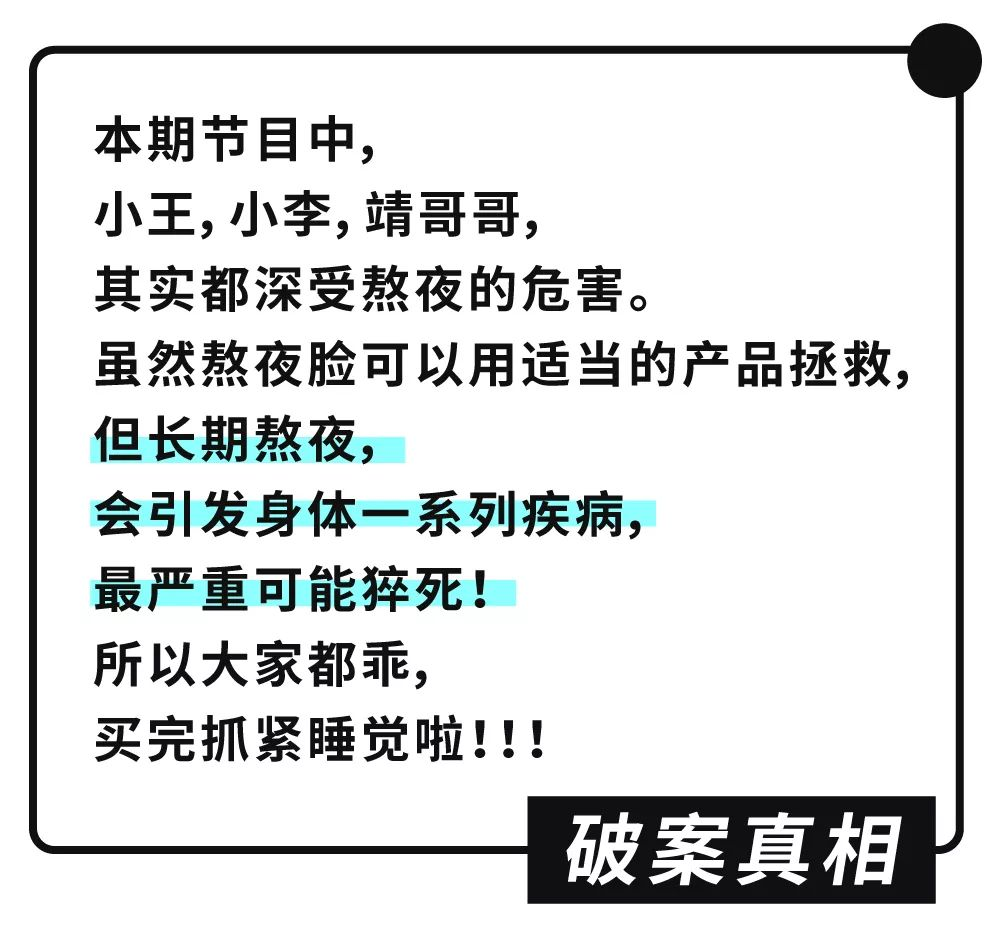 本期节目中，
小王，小李，靖哥哥，
其实都深受熬夜的危害。
虽然熬夜脸可以用适当的产品拯救，
但长期熬夜，
会引发身体一系列疾病，
最严重可能猝死！
所以大家都乖，
买完抓紧睡觉啦！！！
破案真相